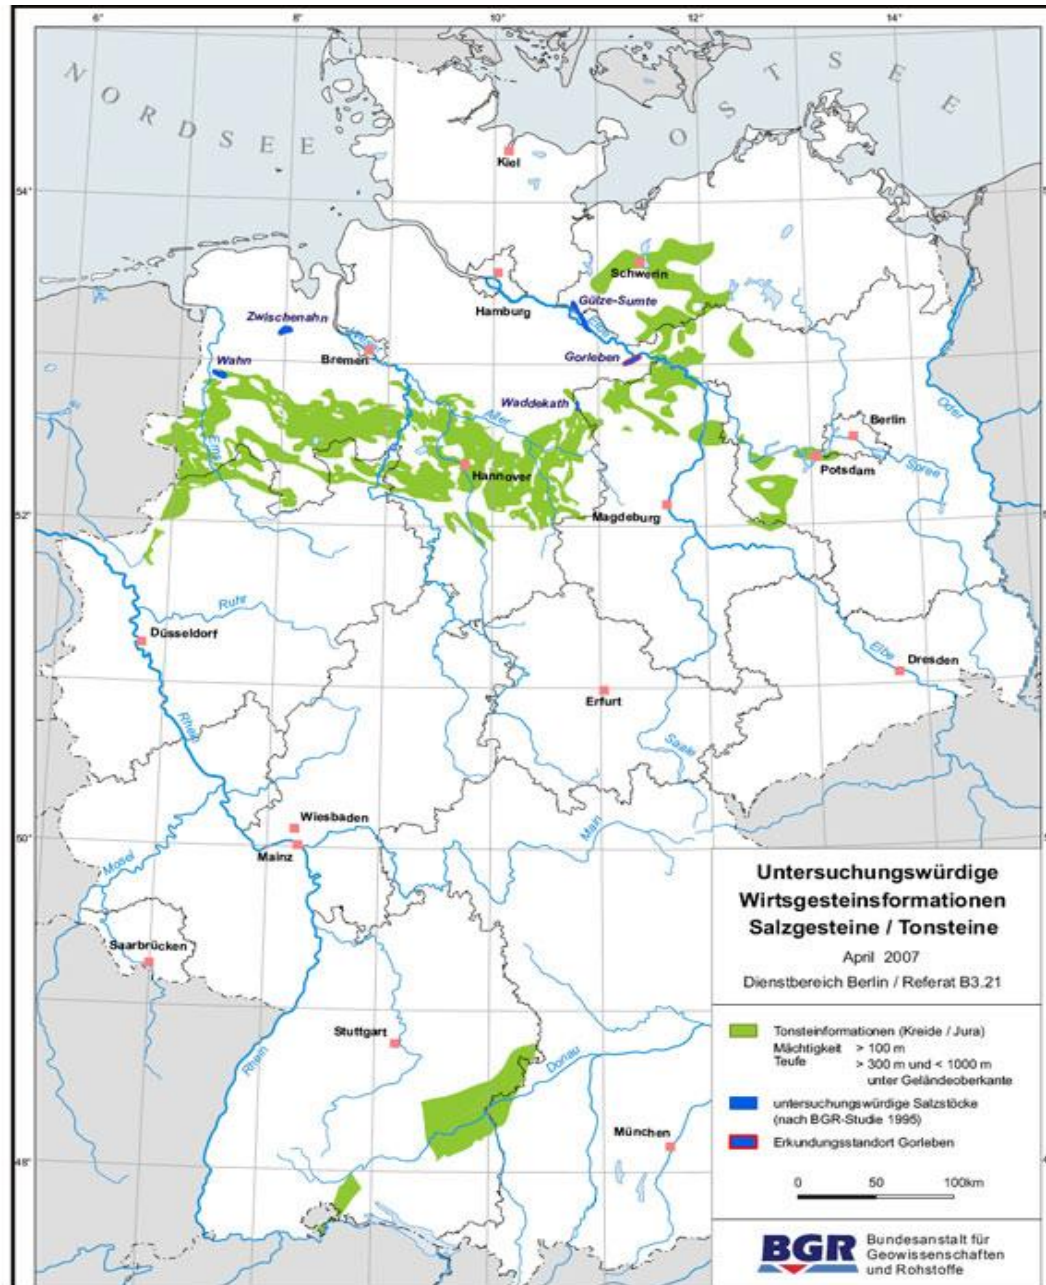 6°
8°
10°
12°
14°
NORDSEE
OSTSEE
Kiel
54°
Schwerin
Hamburg
Gülze-Sumte
Elbe
Zwischenahn
Bremen
Wahn
Gorleben
Waddekath
Aller
Oder
Berlin
Ems
Hannover
Potsdam
Spree
52°
Magdeburg
Ruhr
Düsseldorf
Elbe
Dresden
Erfurt
Rhein
Saale
Wiesbaden
50°
Mainz
Main
Mosel
Saarbrücken
Stuttgart
Rhein
Donau
München
48°
Untersuchungswürdige
Wirtsgesteinsformationen
Salzgesteine / Tonsteine
April 2007
Dienstbereich Berlin / Referat B3.21
Tonsteinformationen (Kreide / Jura)
Mächtigkeit > 100 m
Teufe > 300 m und < 1000 m
unter Geländeoberkante
untersuchungswürdige Salzstöcke
(nach BGR-Studie 1995)
Erkundungsstandort Gorleben
0 50 100km
BGR
Bundesanstalt für
Geowissenschaften
und Rohstoffe